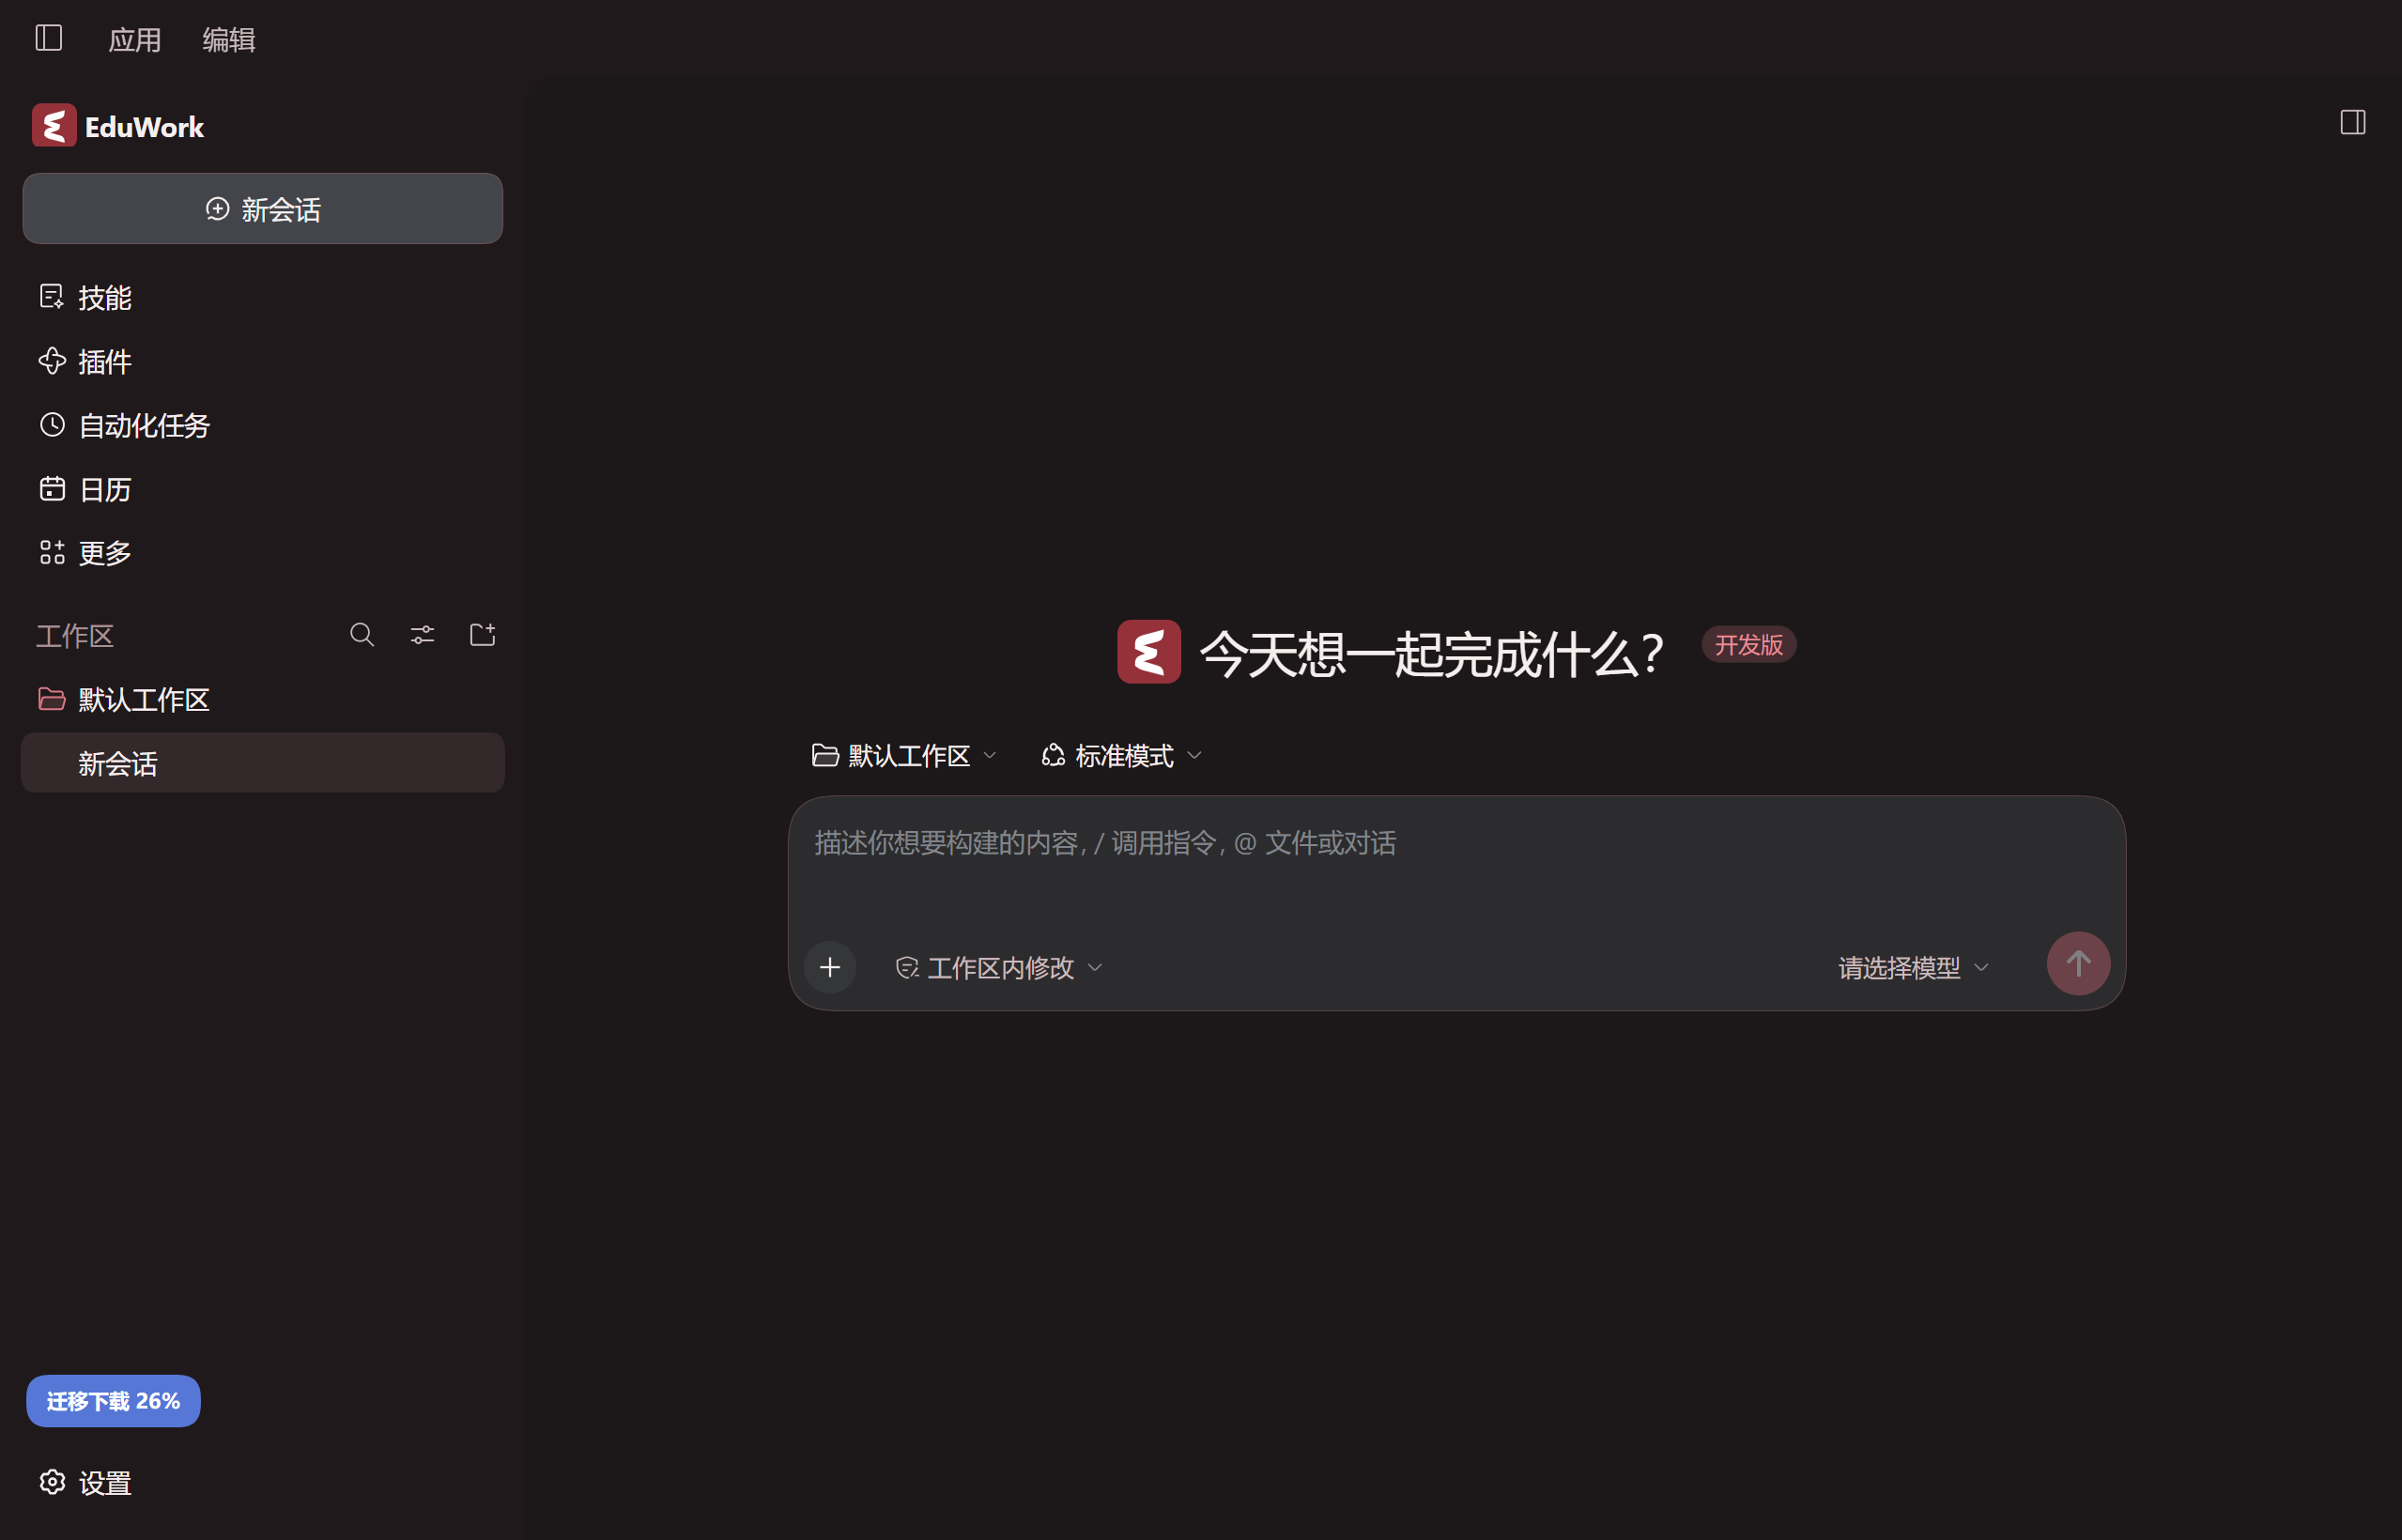 应用 编辑
EduWork
新会话
技能
插件
自动化任务
日历
更多
工作区
默认工作区
新会话
迁移下载 26%
设置
今天想一起完成什么？ 开发版
默认工作区 标准模式
描述你想要构建的内容, / 调用指令, @ 文件或对话
工作区内修改 请选择模型